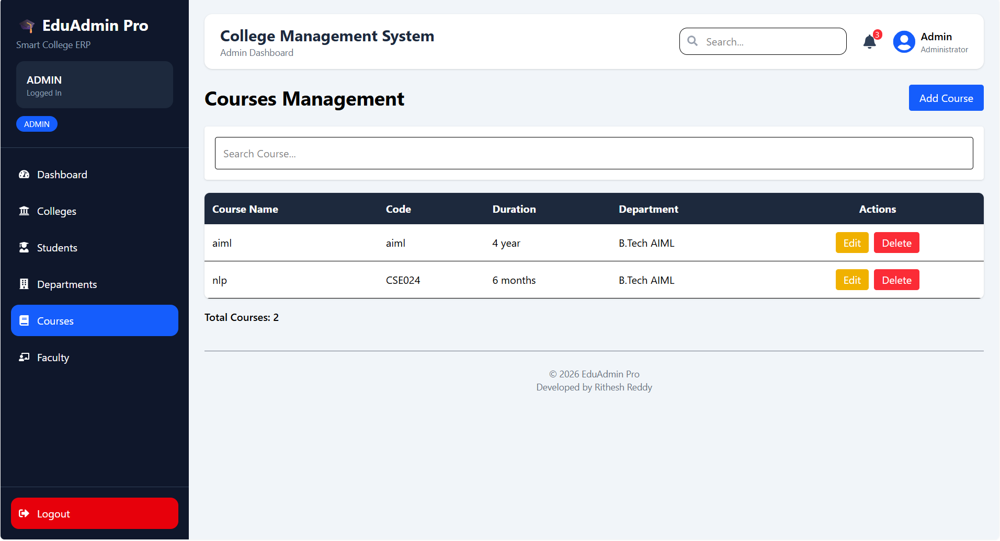 EduAdmin Pro
Smart College ERP
ADMIN
Logged In
ADMIN
Dashboard
Colleges
Students
Departments
Courses
Faculty
Logout
College Management System
Admin Dashboard
Search...
3
Admin
Administrator
Courses Management
Add Course
Search Course...
Course Name Code Duration Department Actions
aiml aiml 4 year B.Tech AIML Edit Delete
nlp CSE024 6 months B.Tech AIML Edit Delete
Total Courses: 2
© 2026 EduAdmin Pro
Developed by Rithesh Reddy